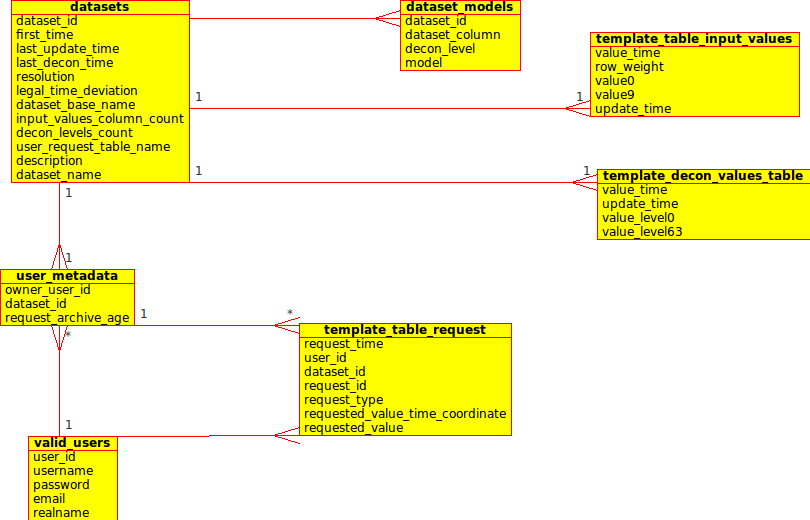 datasets
dataset_id
first_time
last_update_time
last_decon_time
resolution
legal_time_deviation
dataset_base_name
input_values_column_count
decon_levels_count
user_request_table_name
description
dataset_name
dataset_models
dataset_id
dataset_column
decon_level
model
template_table_input_values
value_time
row_weight
value0
value9
update_time
1
1
1
1
template_decon_values_table
value_time
update_time
value_level0
value_level63
1
1
user_metadata
owner_user_id
dataset_id
request_archive_age
1
*
*
1
template_table_request
request_time
user_id
dataset_id
request_id
request_type
requested_value_time_coordinate
requested_value
valid_users
user_id
username
password
email
realname